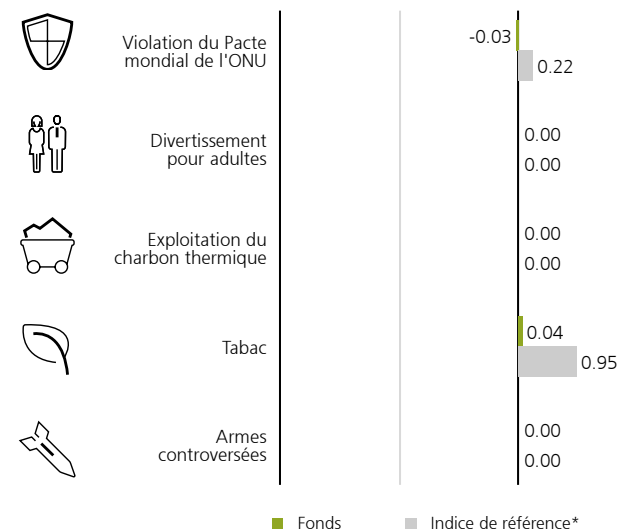 Violation du Pacte
mondial de l'ONU
-0.03
0.22
Divertissement
pour adultes
0.00
0.00
Exploitation du
charbon thermique
0.00
0.00
Tabac
0.04
0.95
Armes
controversées
0.00
0.00
Fonds
Indice de référence*